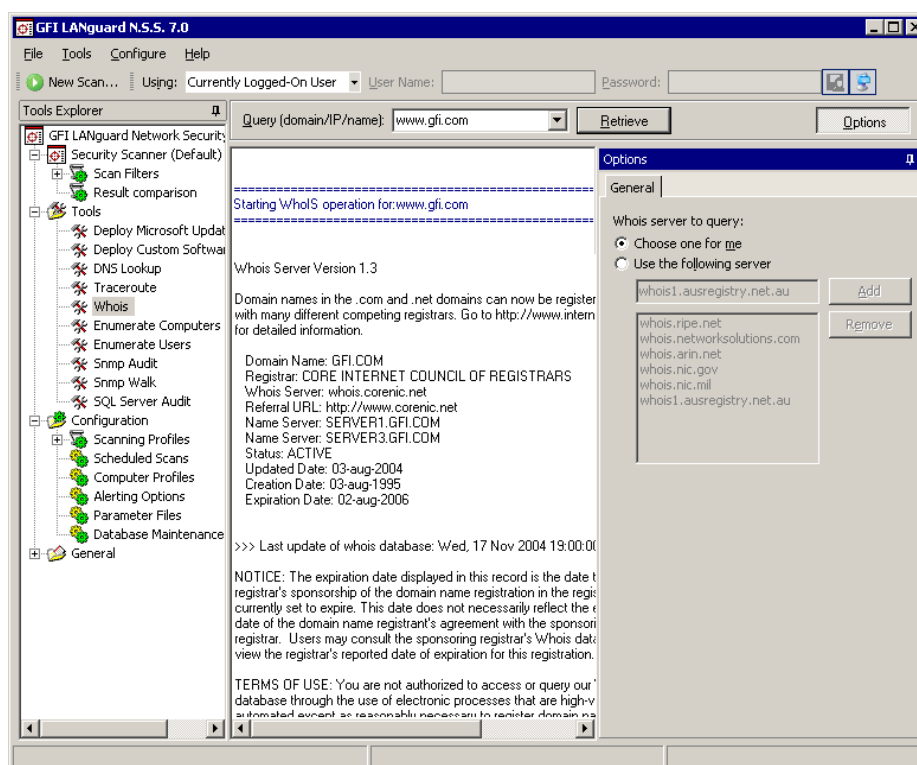 GFI LANguard N.S.S. 7.0
File Tools Configure Help
New Scan... Using: Currently Logged-On User User Name: Password:
Tools Explorer
GFI LANguard Network Security
Security Scanner (Default)
Scan Filters
Result comparison
Tools
Deploy Microsoft Updat
Deploy Custom Softwar
DNS Lookup
Traceroute
Whois
Enumerate Computers
Enumerate Users
Snmp Audit
Snmp Walk
SQL Server Audit
Configuration
Scanning Profiles
Scheduled Scans
Computer Profiles
Alerting Options
Parameter Files
Database Maintenance
General
Query (domain/IP/name): www.gfi.com Retrieve Options
Starting WhoIS operation for:www.gfi.com
Whois Server Version 1.3
Domain names in the .com and .net domains can now be register
with many different competing registrars. Go to http://www.intern
for detailed information.
Domain Name: GFI.COM
Registrar: CORE INTERNET COUNCIL OF REGISTRARS
Whois Server: whois.corenic.net
Referral URL: http://www.corenic.net
Name Server: SERVER1.GFI.COM
Name Server: SERVER3.GFI.COM
Status: ACTIVE
Updated Date: 03-aug-2004
Creation Date: 03-aug-1995
Expiration Date: 02-aug-2006
>>> Last update of whois database: Wed, 17 Nov 2004 19:00:00
NOTICE: The expiration date displayed in this record is the date t
registrar's sponsorship of the domain name registration in the regis
currently set to expire. This date does not necessarily reflect the e
date of the domain name registrant's agreement with the sponsori
registrar. Users may consult the sponsoring registrar's Whois data
view the registrar's reported date of expiration for this registration.
TERMS OF USE: You are not authorized to access or query our
database through the use of electronic processes that are high-v
automated except as reasonably necessary to register domain na
Options
General
Whois server to query:
Choose one for me
Use the following server
whois1.ausregistry.net.au Add
whois.ripe.net Remove
whois.networksolutions.com
whois.arin.net
whois.nic.gov
whois.nic.mil
whois1.ausregistry.net.au